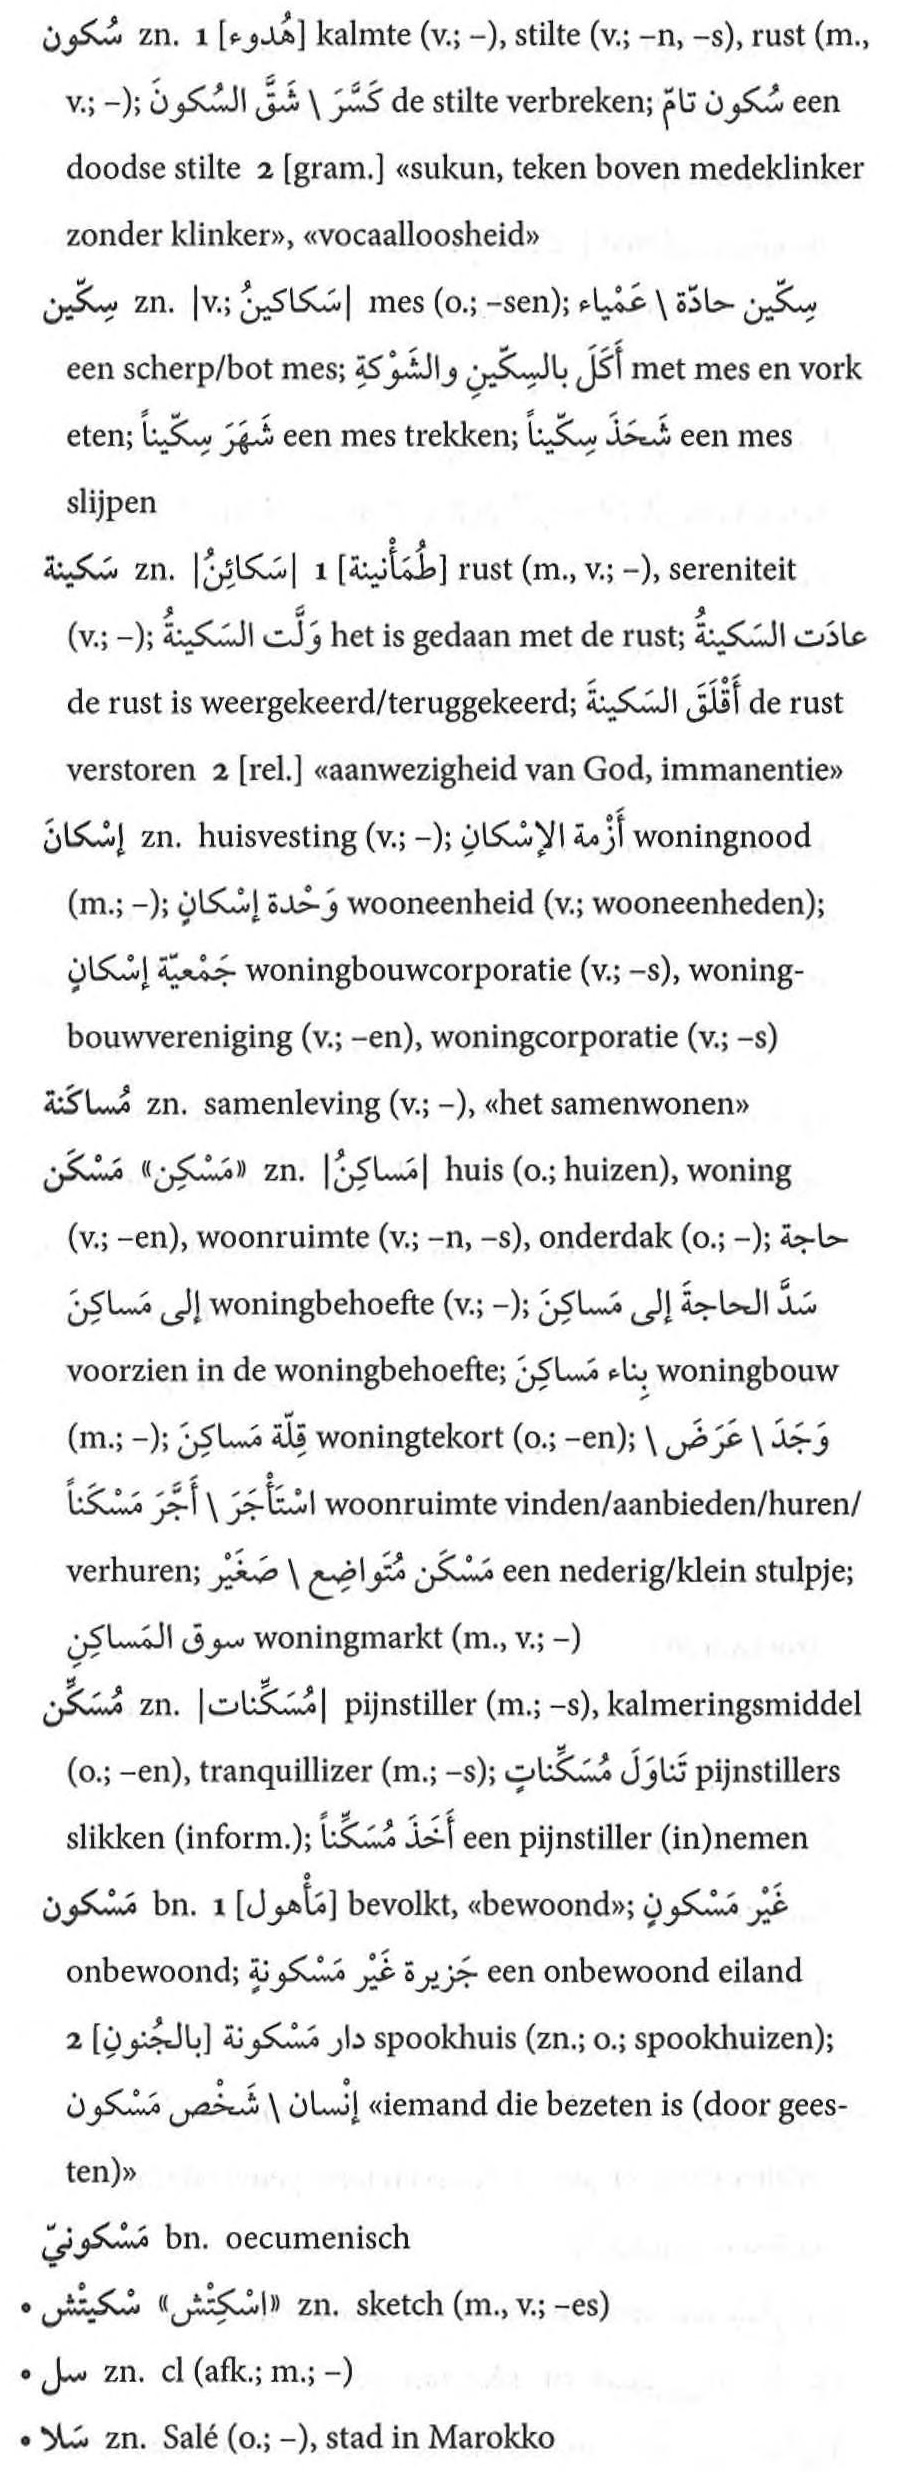 سُكون zn. 1 [هُدوء] kalmte (v.; –), stilte (v.; –n, –s), rust (m.,
v.; –); كَسَّرَ \ شَقَّ السُكونَ de stilte verbreken; سُكون تامّ een
doodse stilte 2 [gram.] «sukun, teken boven medeklinker
zonder klinker», «vocaalloosheid»
سِكّين zn. |v.; سَكاكينُ| mes (o.; –sen); سِكّين حادّة \ عَمْياء
een scherp/bot mes; أَكَلَ بالسِكّينِ والشَوْكةِ met mes en vork
eten; شَهَرَ سِكّيناً een mes trekken; شَحَذَ سِكّيناً een mes
slijpen
سَكينة zn. |سَكائِنُ| 1 [طُمَأْنينة] rust (m., v.; –), sereniteit
(v.; –); وَلَّت السَكينةُ het is gedaan met de rust; عادَت السَكينةُ
de rust is weergekeerd/teruggekeerd; أَقْلَقَ السَكينةَ de rust
verstoren 2 [rel.] «aanwezigheid van God, immanentie»
إسْكانَ zn. huisvesting (v.; –); أَزْمة الإسْكانِ woningnood
(m.; –); وَحْدة إسْكانٍ wooneenheid (v.; wooneenheden);
جَمْعيّة إسْكانٍ woningbouwcorporatie (v.; –s), woning-
bouwvereniging (v.; –en), woningcorporatie (v.; –s)
مُساكَنة zn. samenleving (v.; –), «het samenwonen»
مَسْكَن «مَسْكِن» zn. |مَساكِنُ| huis (o.; huizen), woning
(v.; –en), woonruimte (v.; –n, –s), onderdak (o.; –); حاجة
إلى مَساكِنَ woningbehoefte (v.; –); سَدَّ الحاجةَ إلى مَساكِنَ
voorzien in de woningbehoefte; بِناء مَساكِنَ woningbouw
(m.; –); قِلّة مَساكِنَ woningtekort (o.; –en); وَجَدَ \ عَرَضَ \
اسْتَأْجَرَ \ أَجَّرَ مَسْكَناً woonruimte vinden/aanbieden/huren/
verhuren; مَسْكَن مُتَواضِع \ صَغَيْر een nederig/klein stulpje;
سوق المَساكِنِ woningmarkt (m., v.; –)
مُسَكِّن zn. |مُسَكِّنات| pijnstiller (m.; –s), kalmeringsmiddel
(o.; –en), tranquillizer (m.; –s); تَناوَلَ مُسَكِّناتٍ pijnstillers
slikken (inform.); أَخَذَ مُسَكِّناً een pijnstiller (in)nemen
مَسْكون bn. 1 [مَأْهول] bevolkt, «bewoond»; غَيْر مَسْكونٍ
onbewoond; جَزيرة غَيْر مَسْكونةٍ een onbewoond eiland
2 [بالجُنونِ] دار مَسْكونة spookhuis (zn.; o.; spookhuizen);
إنْسان \ شَخْص مَسْكون «iemand die bezeten is (door gees-
ten)»
مَسْكونيّ bn. oecumenisch
• سْكيتْش «اسْكِتْش» zn. sketch (m., v.; –es)
• سل zn. cl (afk.; m.; –)
• سَلا zn. Salé (o.; –), stad in Marokko